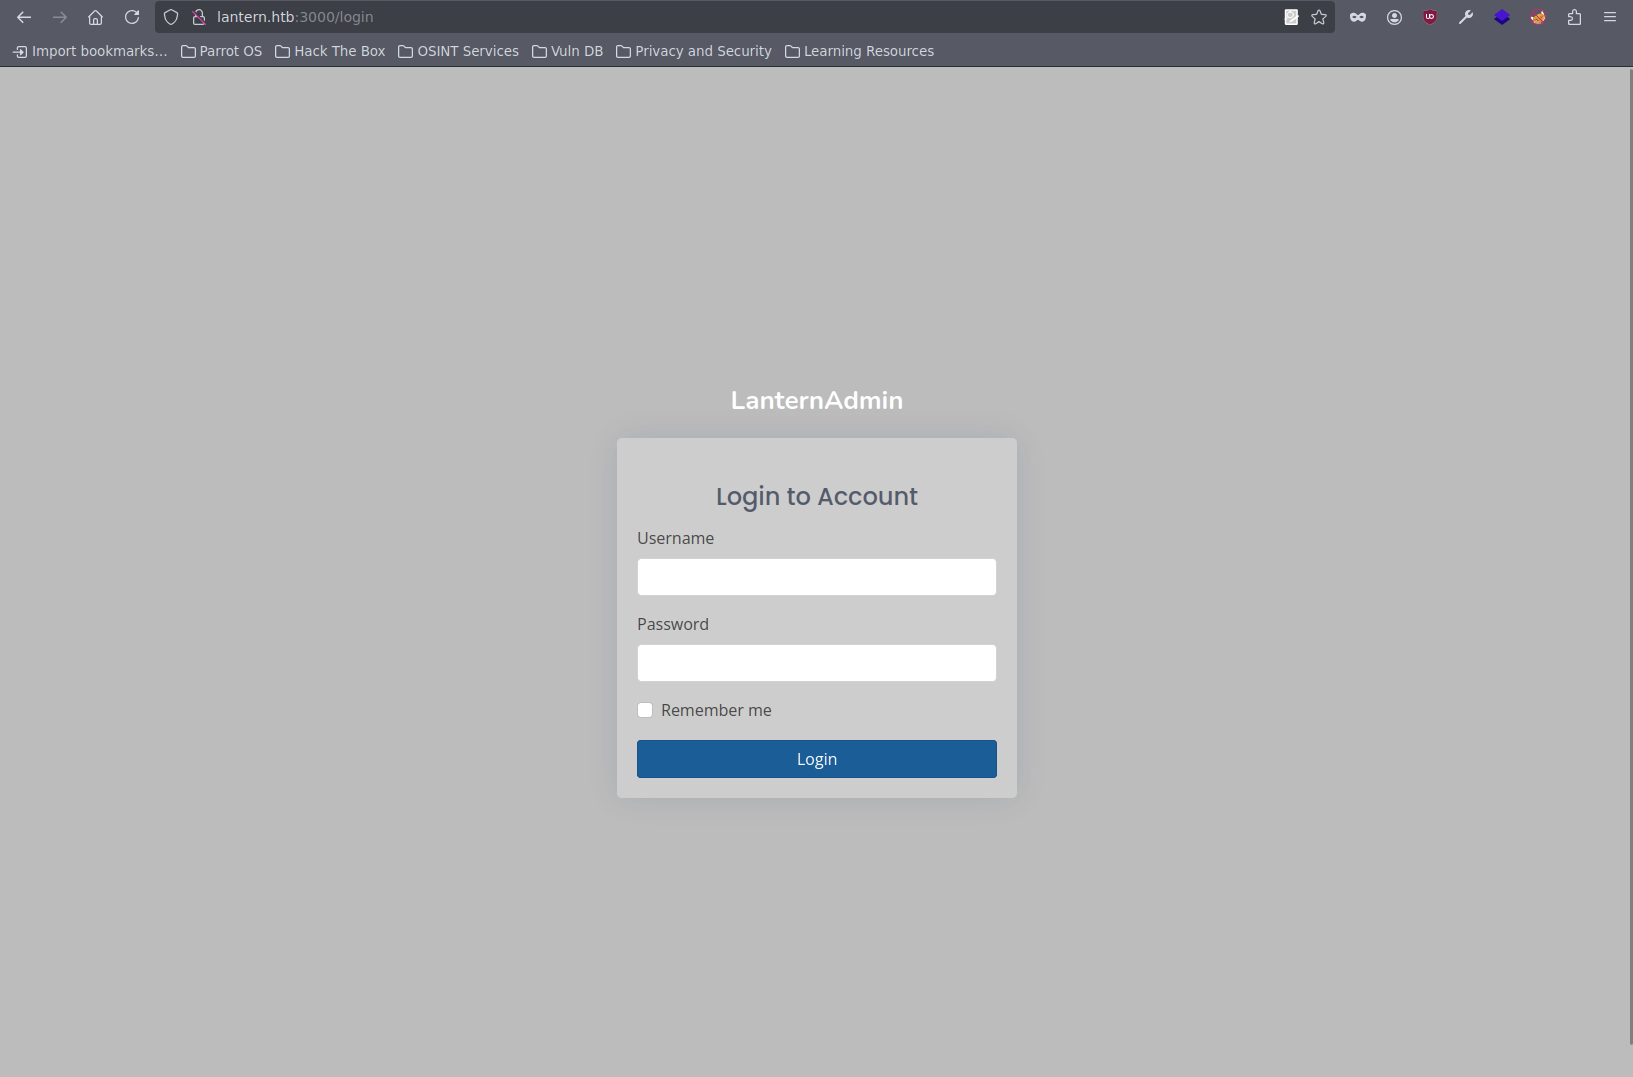 lantern.htb:3000/login
Import bookmarks... Parrot OS Hack The Box OSINT Services Vuln DB Privacy and Security Learning Resources
LanternAdmin
Login to Account
Username
Password
Remember me
Login